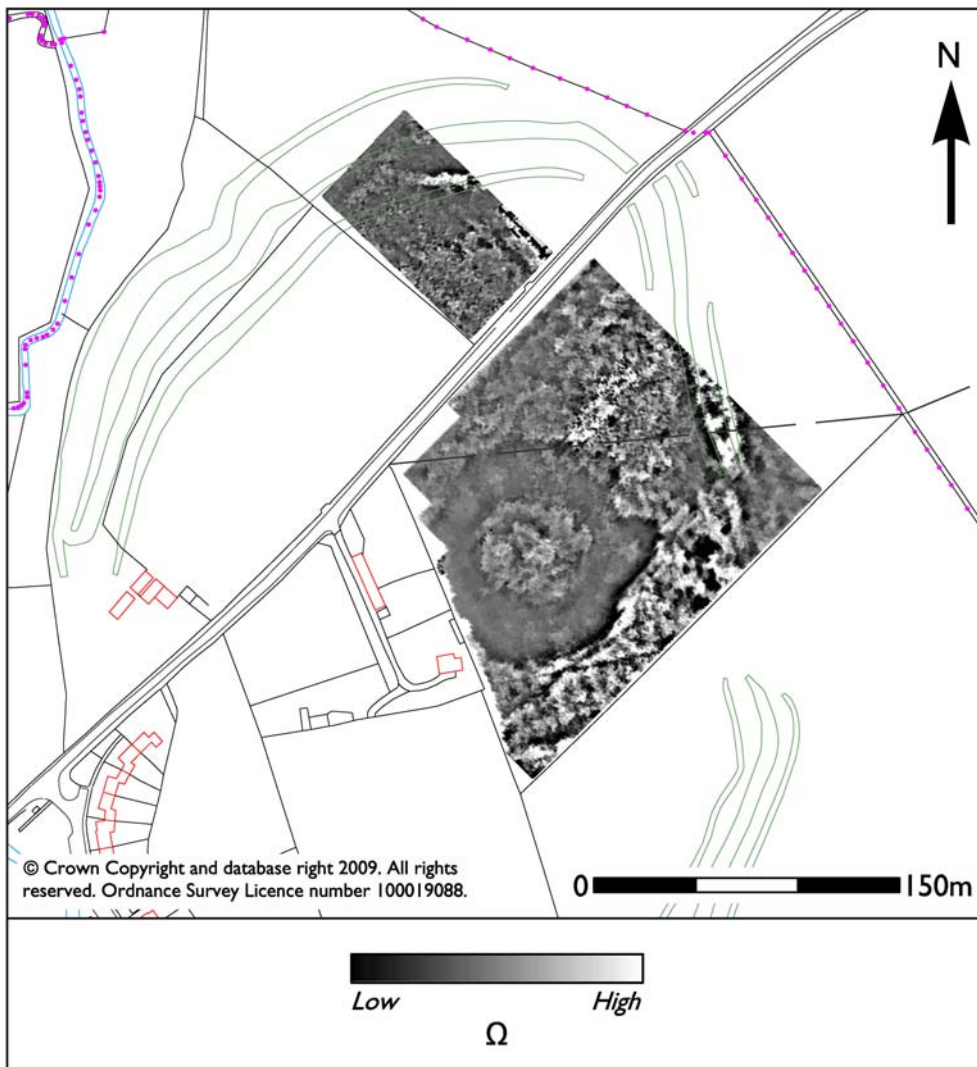 N
© Crown Copyright and database right 2009. All rights
reserved. Ordnance Survey Licence number 100019088.
0 150m
Low High
Ω